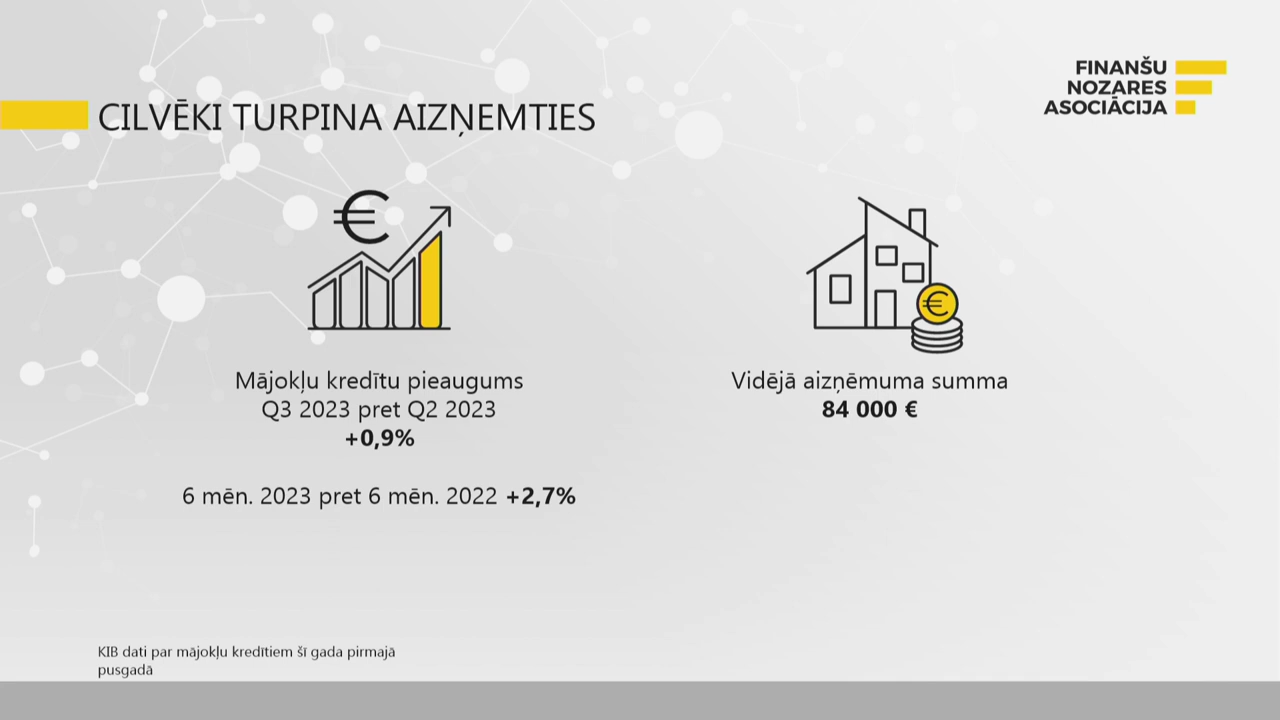 FINANŠU
NOZARES
ASOCIĀCIJA
CILVĒKI TURPINA AIZŅEMTIES
Mājokļu kredītu pieaugums
Q3 2023 pret Q2 2023
+0,9%
6 mēn. 2023 pret 6 mēn. 2022 +2,7%
Vidējā aizņēmuma summa
84 000 €
KIB dati par mājokļu kredītiem šī gada pirmajā
pusgadā